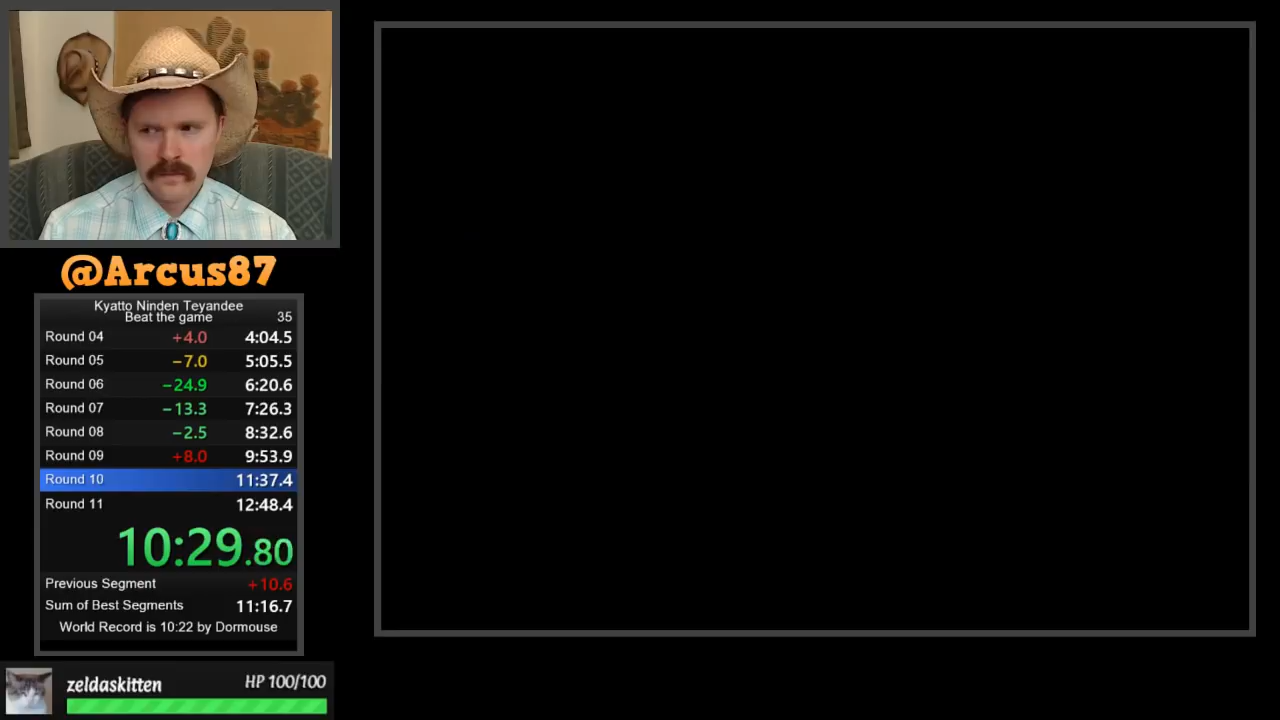 @Arcus87
Kyatto Ninden Teyandee
Beat the game 35
Round 04 +4.0 4:04.5
Round 05 −7.0 5:05.5
Round 06 −24.9 6:20.6
Round 07 −13.3 7:26.3
Round 08 −2.5 8:32.6
Round 09 +8.0 9:53.9
Round 10 11:37.4
Round 11 12:48.4
10:29.80
Previous Segment +10.6
Sum of Best Segments 11:16.7
World Record is 10:22 by Dormouse
zeldaskitten HP 100/100